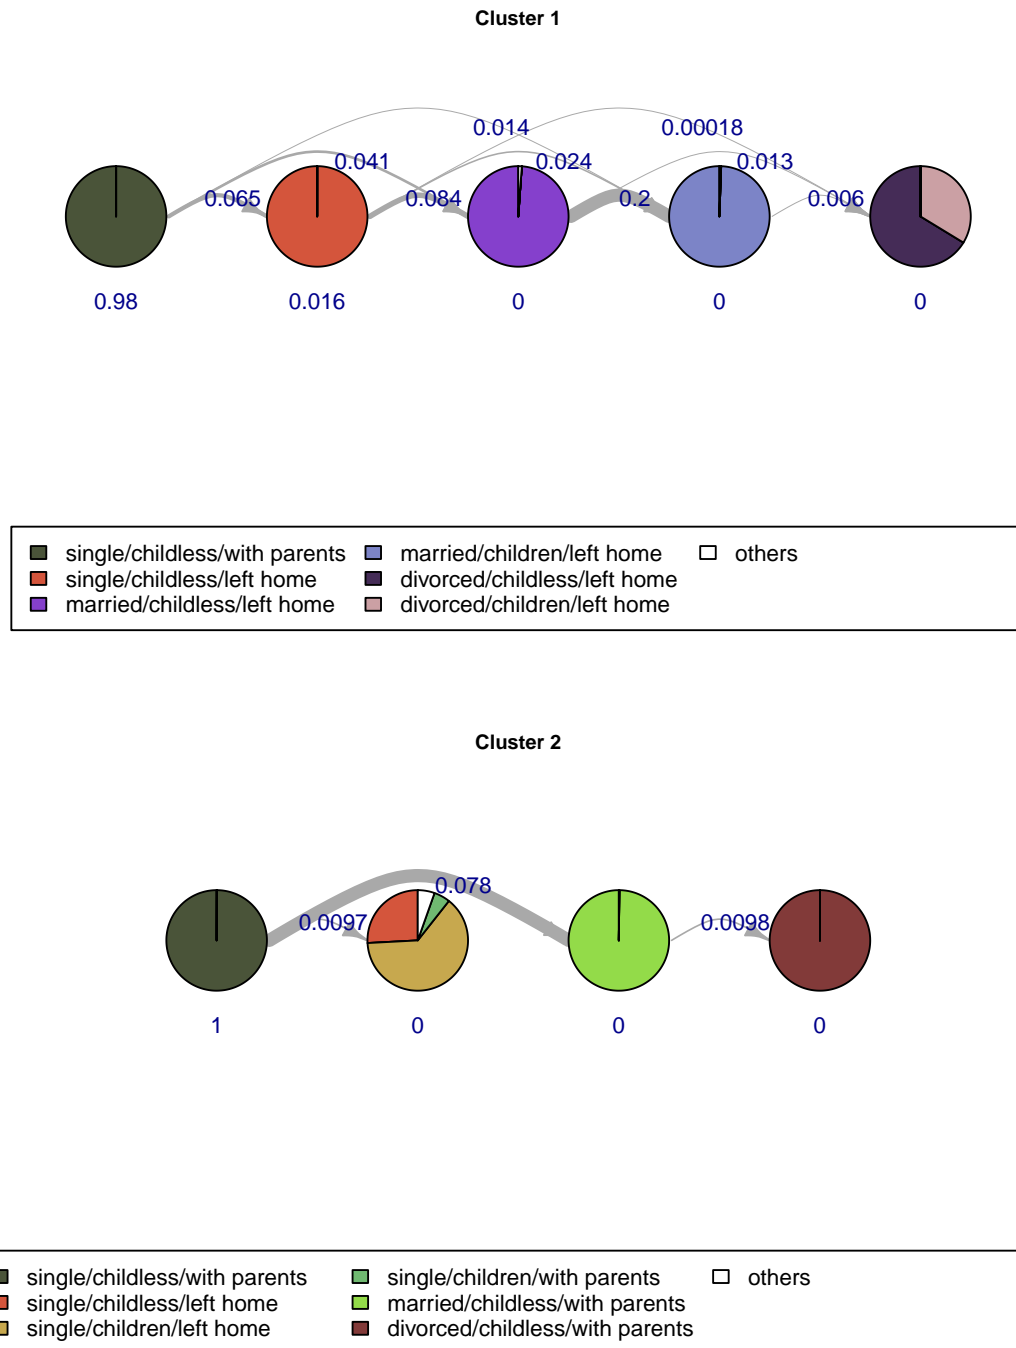 Cluster 1
0.014 0.00018
0.041 0.024 0.013
0.065 0.084 0.2 0.006
0.98 0.016 0 0 0
single/childless/with parents married/children/left home others
single/childless/left home divorced/childless/left home
married/childless/left home divorced/children/left home
Cluster 2
0.078
0.0097 0.0098
1 0 0 0
single/childless/with parents single/children/with parents others
single/childless/left home married/childless/with parents
single/children/left home divorced/childless/with parents